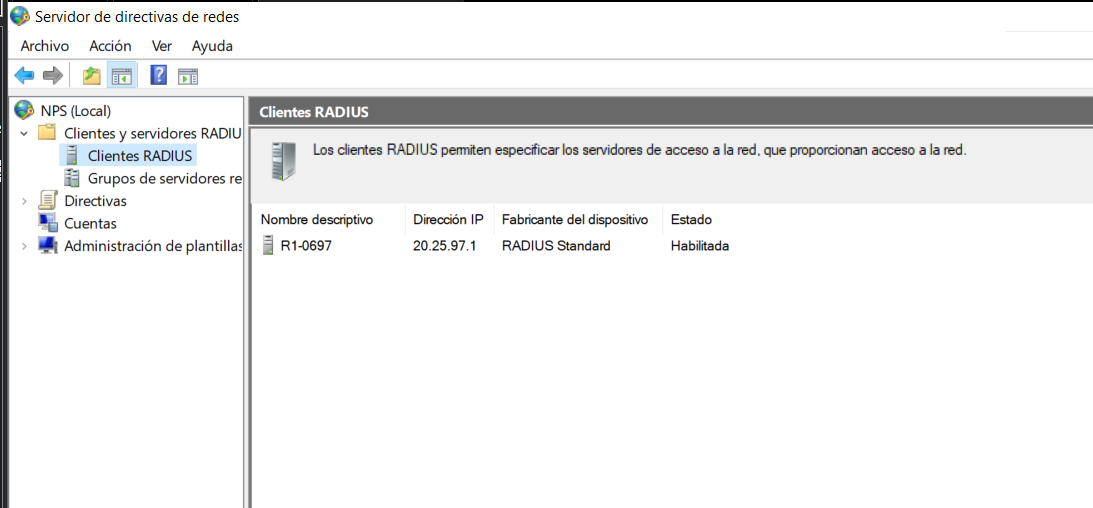 Servidor de directivas de redes
Archivo Acción Ver Ayuda
NPS (Local)
Clientes y servidores RADIU
Clientes RADIUS
Grupos de servidores re
Directivas
Cuentas
Administración de plantillas
Clientes RADIUS
Los clientes RADIUS permiten especificar los servidores de acceso a la red, que proporcionan acceso a la red.
Nombre descriptivo Dirección IP Fabricante del dispositivo Estado
R1-0697 20.25.97.1 RADIUS Standard Habilitada